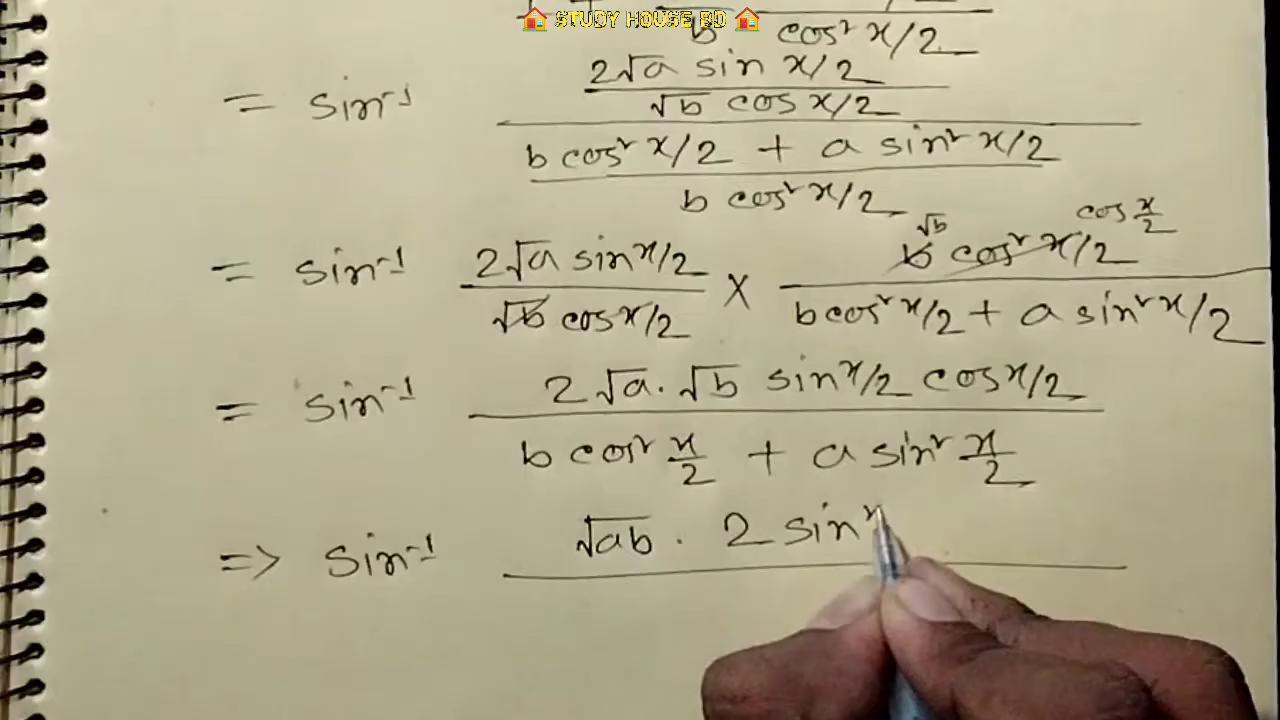 🏠 STUDY HOUSE BD 🏠
b cos² x/2
2√a sin x/2
√b cos x/2
= sin⁻¹
b cos² x/2 + a sin² x/2
b cos² x/2
√b cos x/2
= sin⁻¹ 2√a sin x/2 × b cos² x/2
√b cos x/2 b cos² x/2 + a sin² x/2
= sin⁻¹ 2√a · √b sin x/2 cos x/2
b cos² x/2 + a sin² x/2
=> sin⁻¹ √ab · 2 sin x